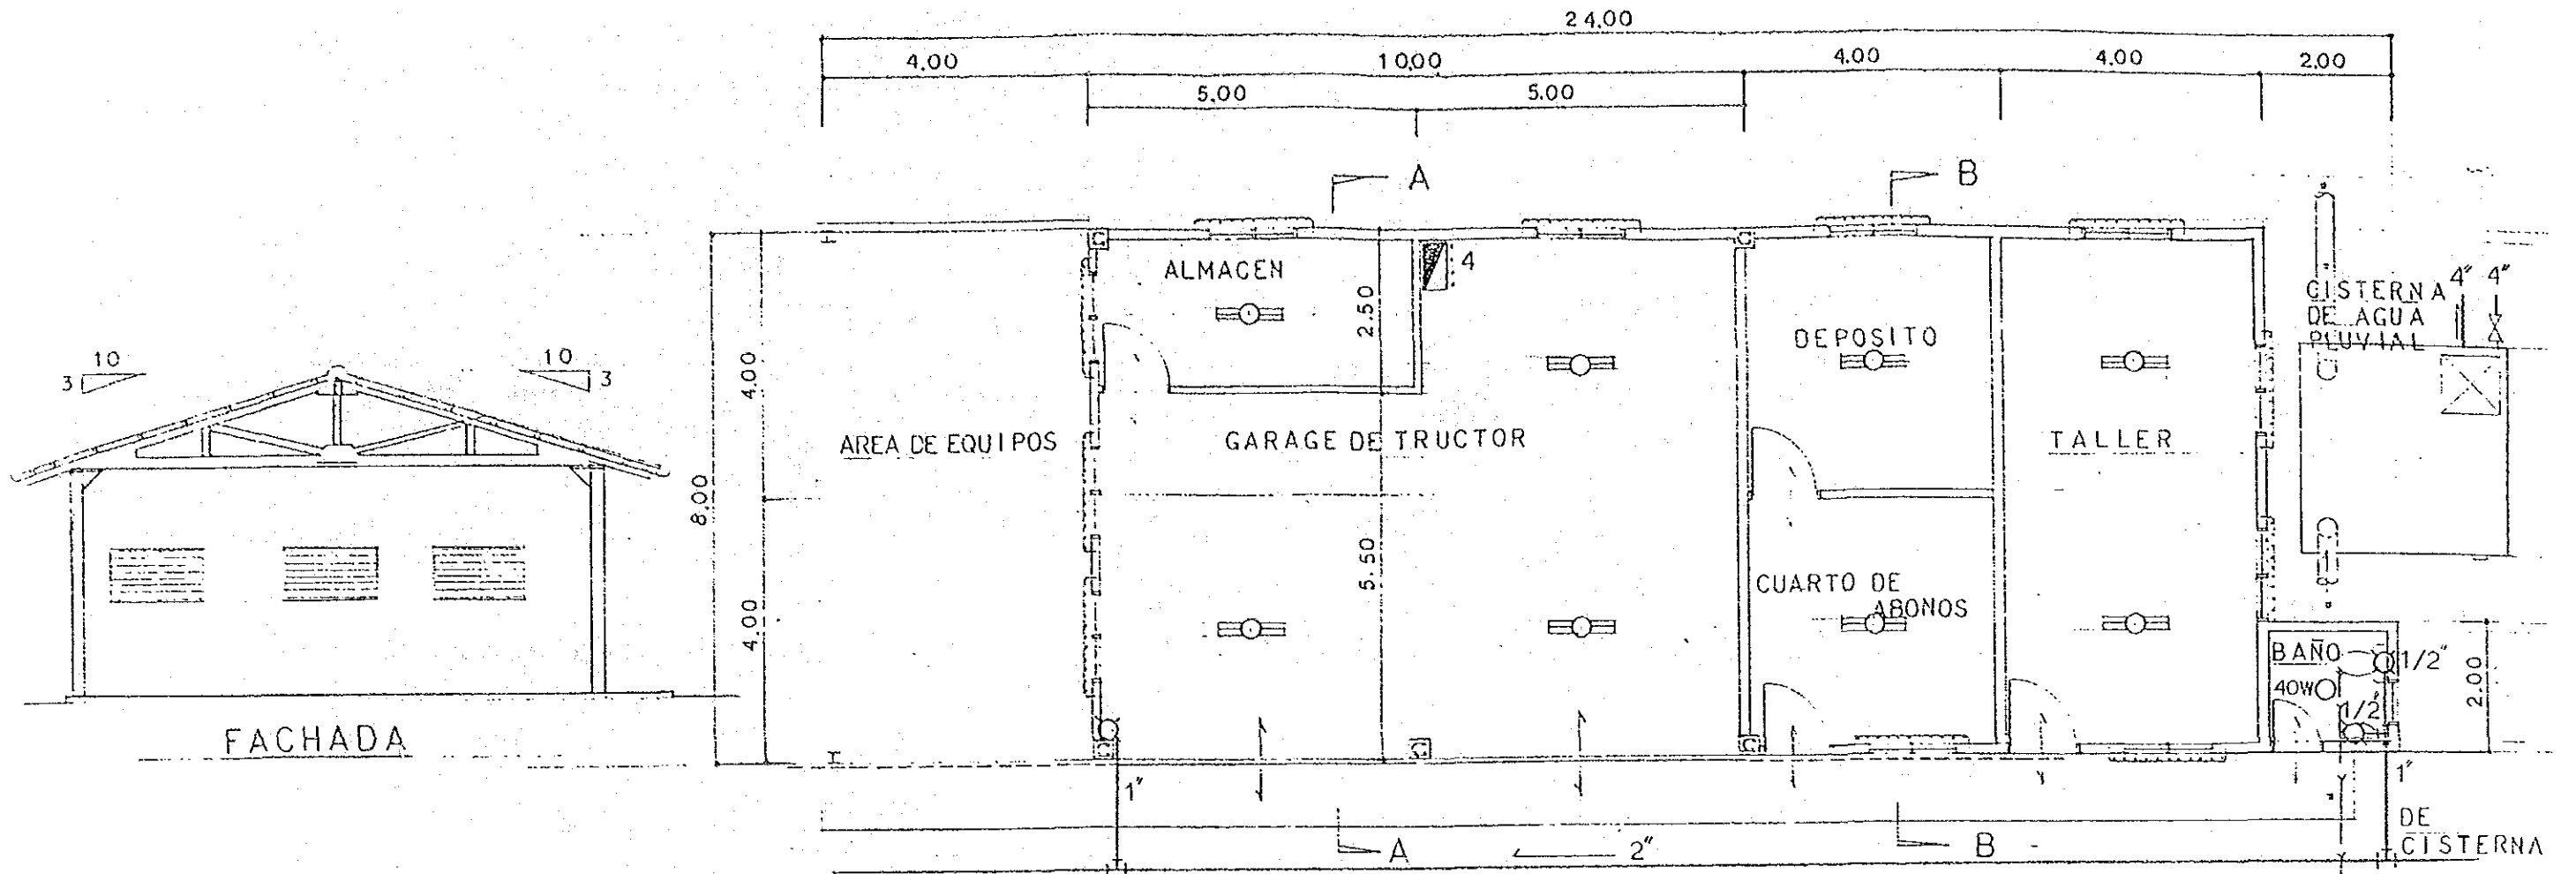 24.00
4.00 10.00 4.00 4.00 2.00
5.00 5.00
A B
ALMACEN
4
2.50
DEPOSITO
CISTERNA 4" 4"
DE AGUA
PLUVIAL
10 10
3 3
4.00
AREA DE EQUIPOS
GARAGE DE TRUCTOR
TALLER
8.00
5.50
4.00
CUARTO DE
ABONOS
BAÑO 1/2"
40W
1/2"
2.00
FACHADA
1" 1"
A 2" B
DE
CISTERNA